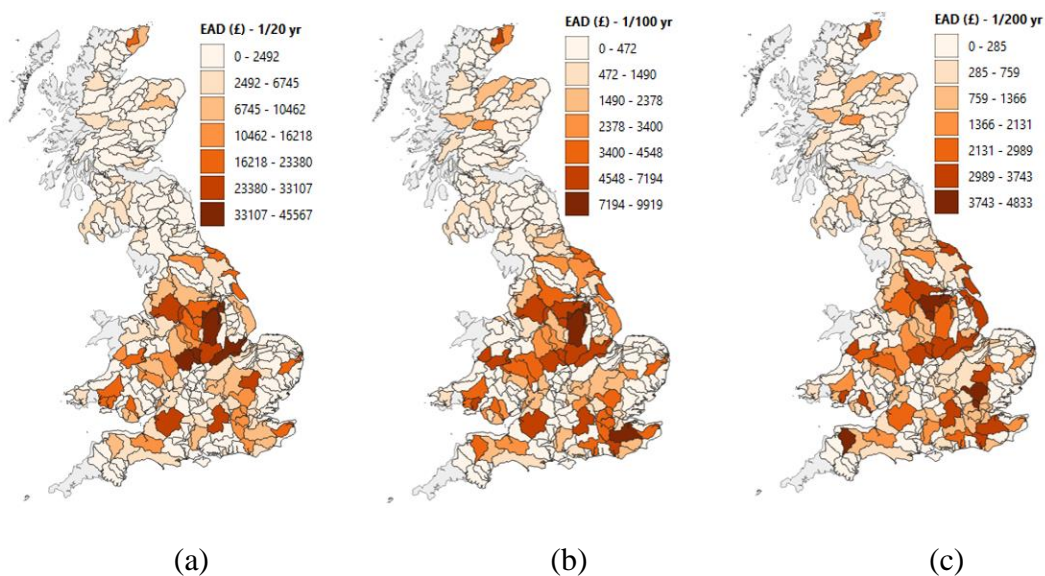 EAD (£) - 1/20 yr
0 - 2492
2492 - 6745
6745 - 10462
10462 - 16218
16218 - 23380
23380 - 33107
33107 - 45567
EAD (£) - 1/100 yr
0 - 472
472 - 1490
1490 - 2378
2378 - 3400
3400 - 4548
4548 - 7194
7194 - 9919
EAD (£) - 1/200 yr
0 - 285
285 - 759
759 - 1366
1366 - 2131
2131 - 2989
2989 - 3743
3743 - 4833
(a) (b) (c)